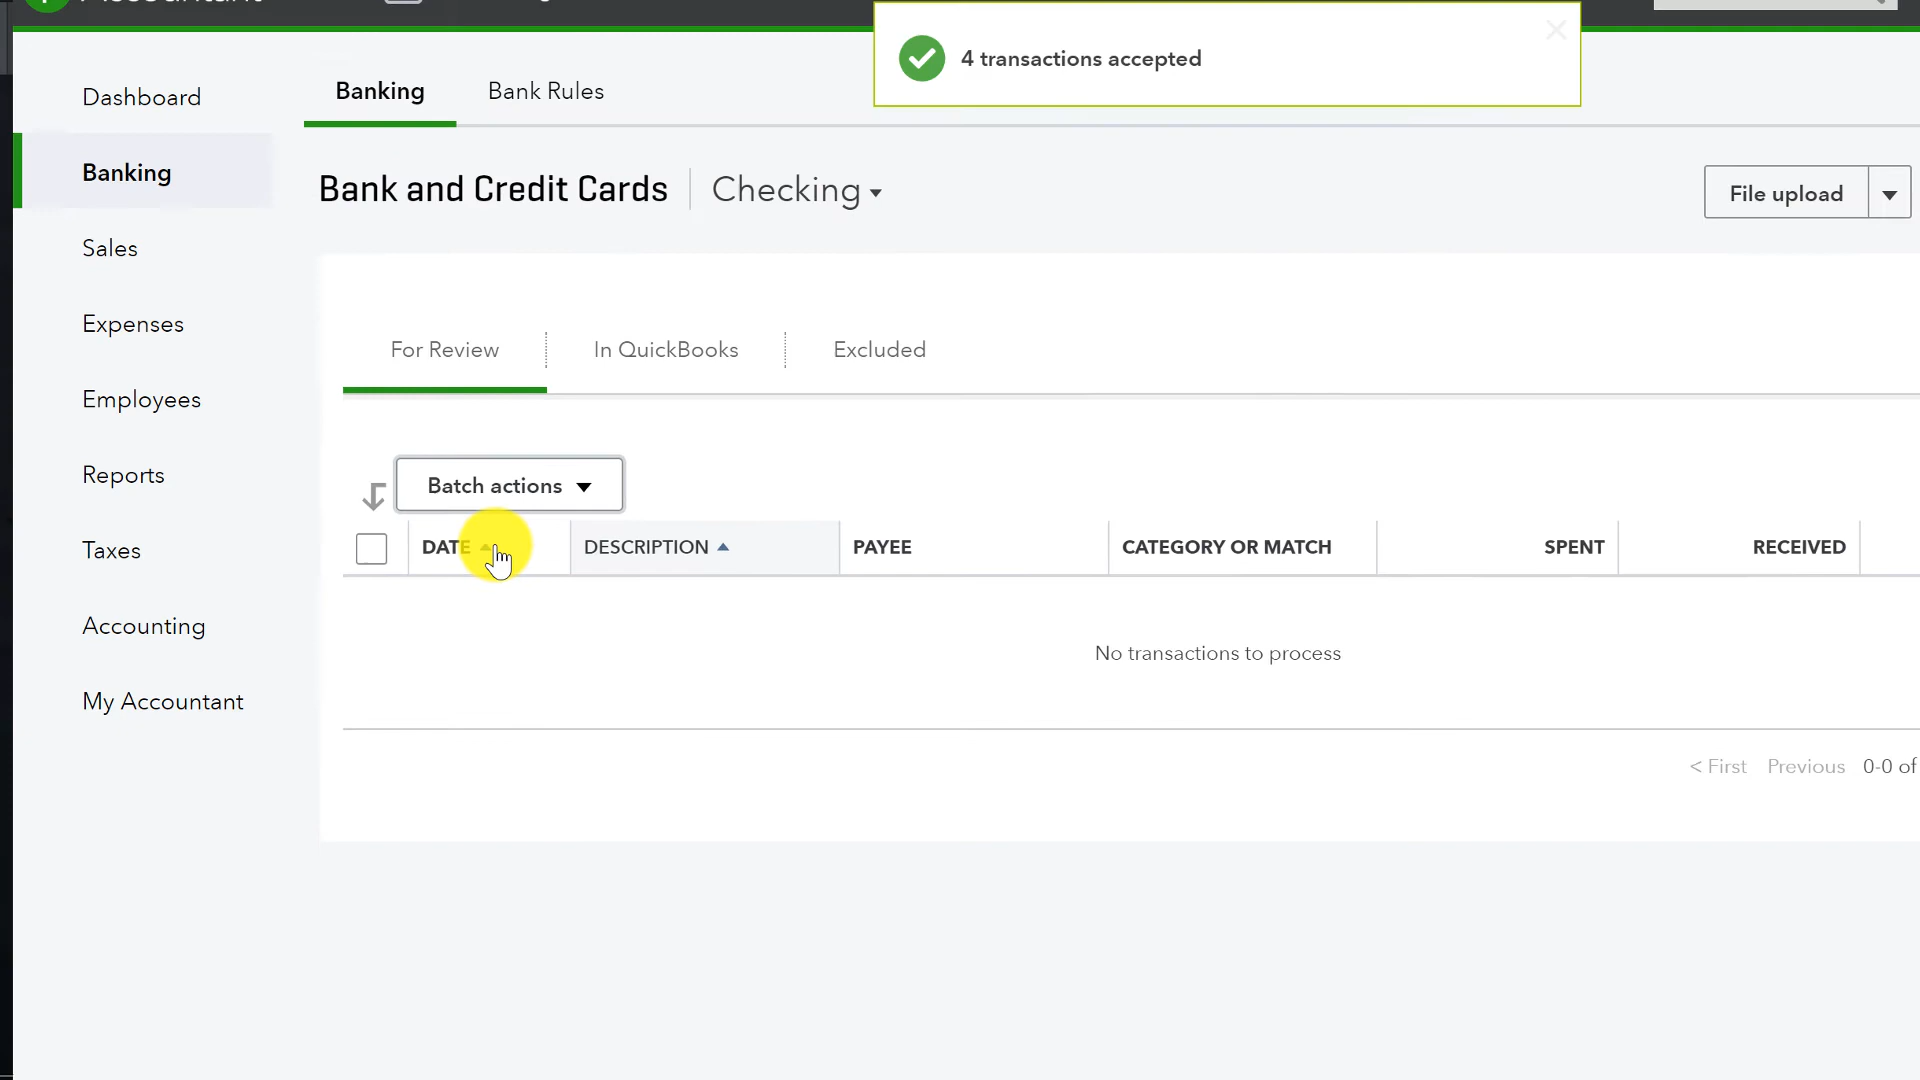 4 transactions accepted
Dashboard
Banking
Sales
Expenses
Employees
Reports
Taxes
Accounting
My Accountant
Banking
Bank Rules
Bank and Credit Cards
Checking
File upload
For Review
In QuickBooks
Excluded
Batch actions
DATE
DESCRIPTION
PAYEE
CATEGORY OR MATCH
SPENT
RECEIVED
No transactions to process
< First Previous 0-0 of